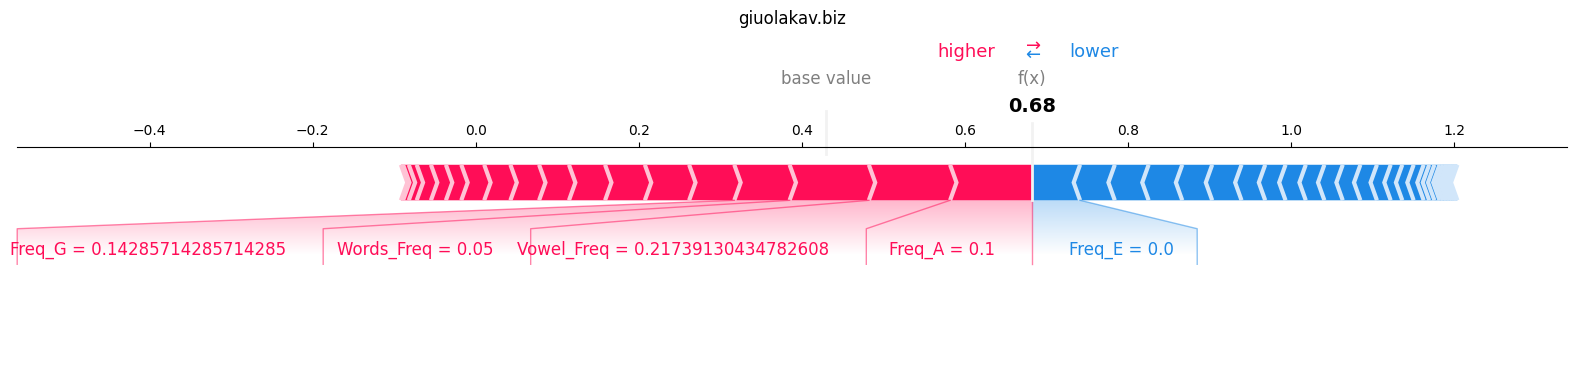 giuolakav.biz
higher ⇄ lower
base value f(x)
0.68
−0.4 −0.2 0.0 0.2 0.4 0.6 0.8 1.0 1.2
Freq_G = 0.14285714285714285 Words_Freq = 0.05 Vowel_Freq = 0.21739130434782608 Freq_A = 0.1 Freq_E = 0.0